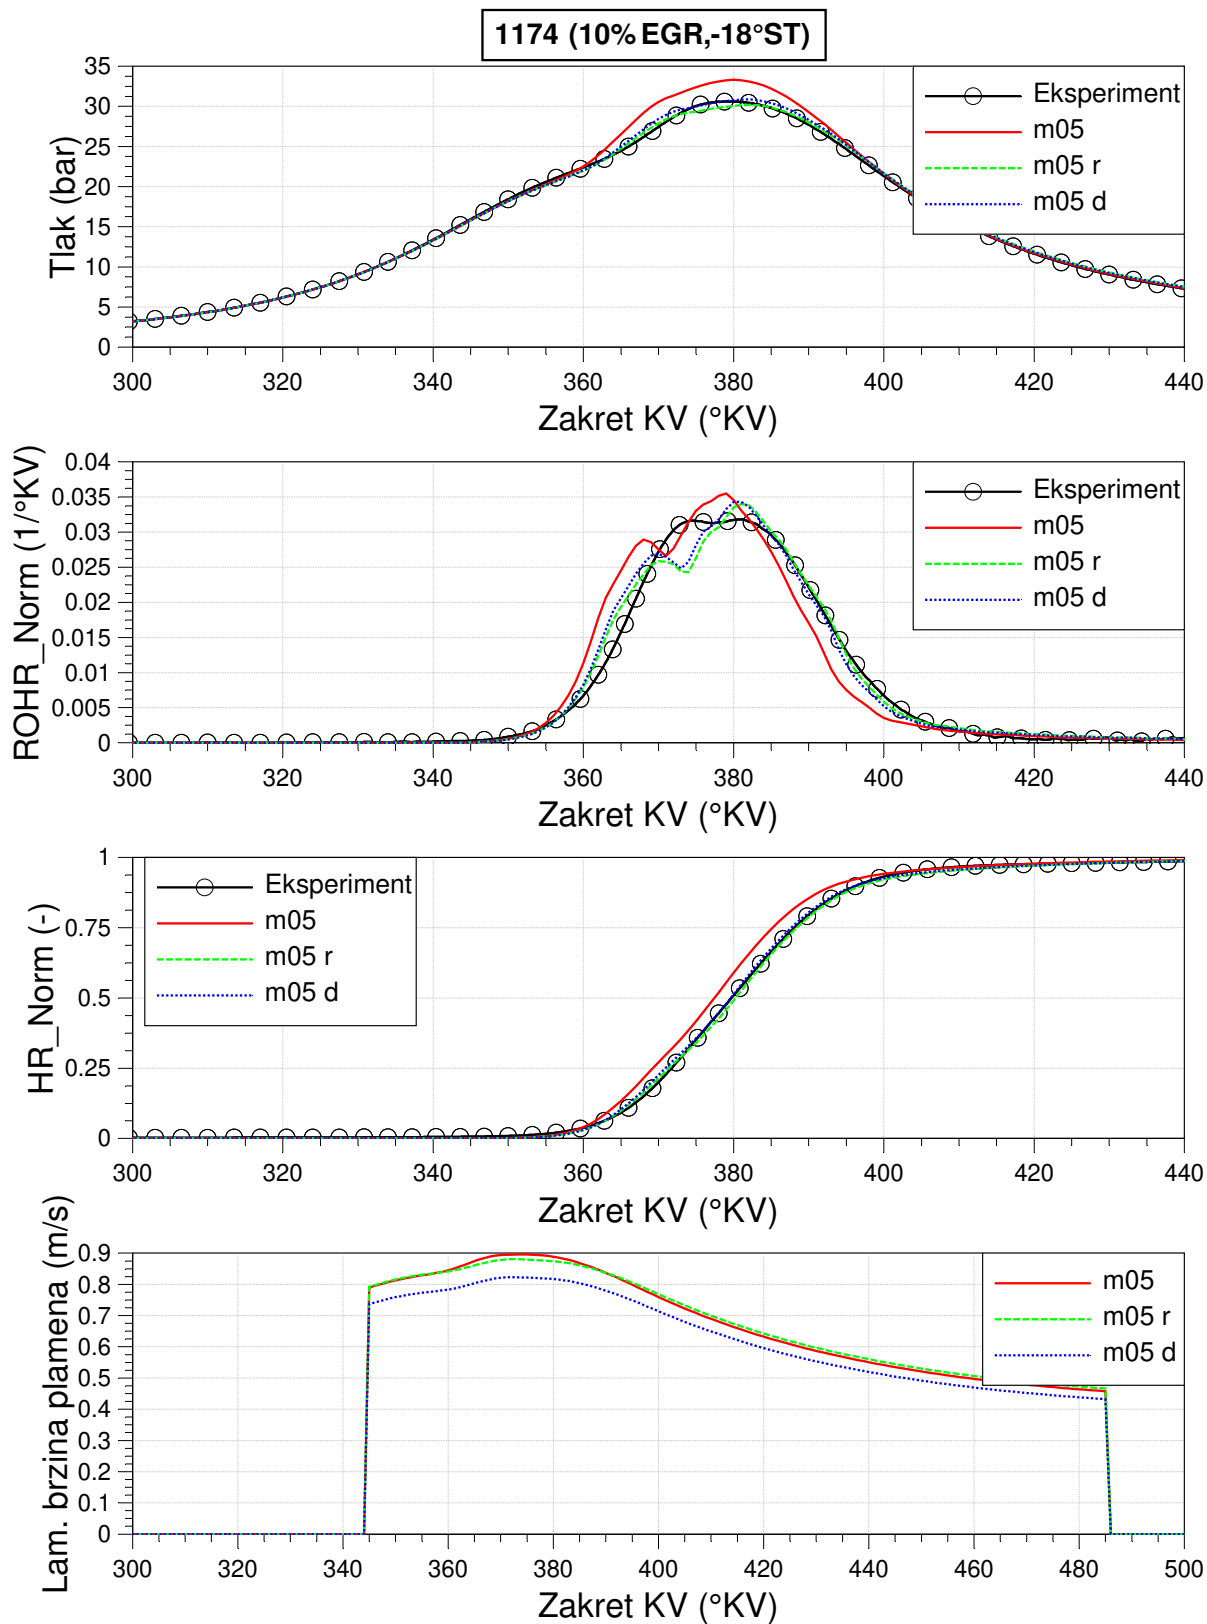 1174 (10% EGR,-18°ST)
Tlak (bar)
35
30
25
20
15
10
5
0
Eksperiment
m05
m05 r
m05 d
300 320 340 360 380 400 420 440
Zakret KV (°KV)
ROHR_Norm (1/°KV)
0.04
0.035
0.03
0.025
0.02
0.015
0.01
0.005
0
Eksperiment
m05
m05 r
m05 d
300 320 340 360 380 400 420 440
Zakret KV (°KV)
HR_Norm (-)
1
0.75
0.5
0.25
0
Eksperiment
m05
m05 r
m05 d
300 320 340 360 380 400 420 440
Zakret KV (°KV)
Lam. brzina plamena (m/s)
0.9
0.8
0.7
0.6
0.5
0.4
0.3
0.2
0.1
0
m05
m05 r
m05 d
300 320 340 360 380 400 420 440 460 480 500
Zakret KV (°KV)